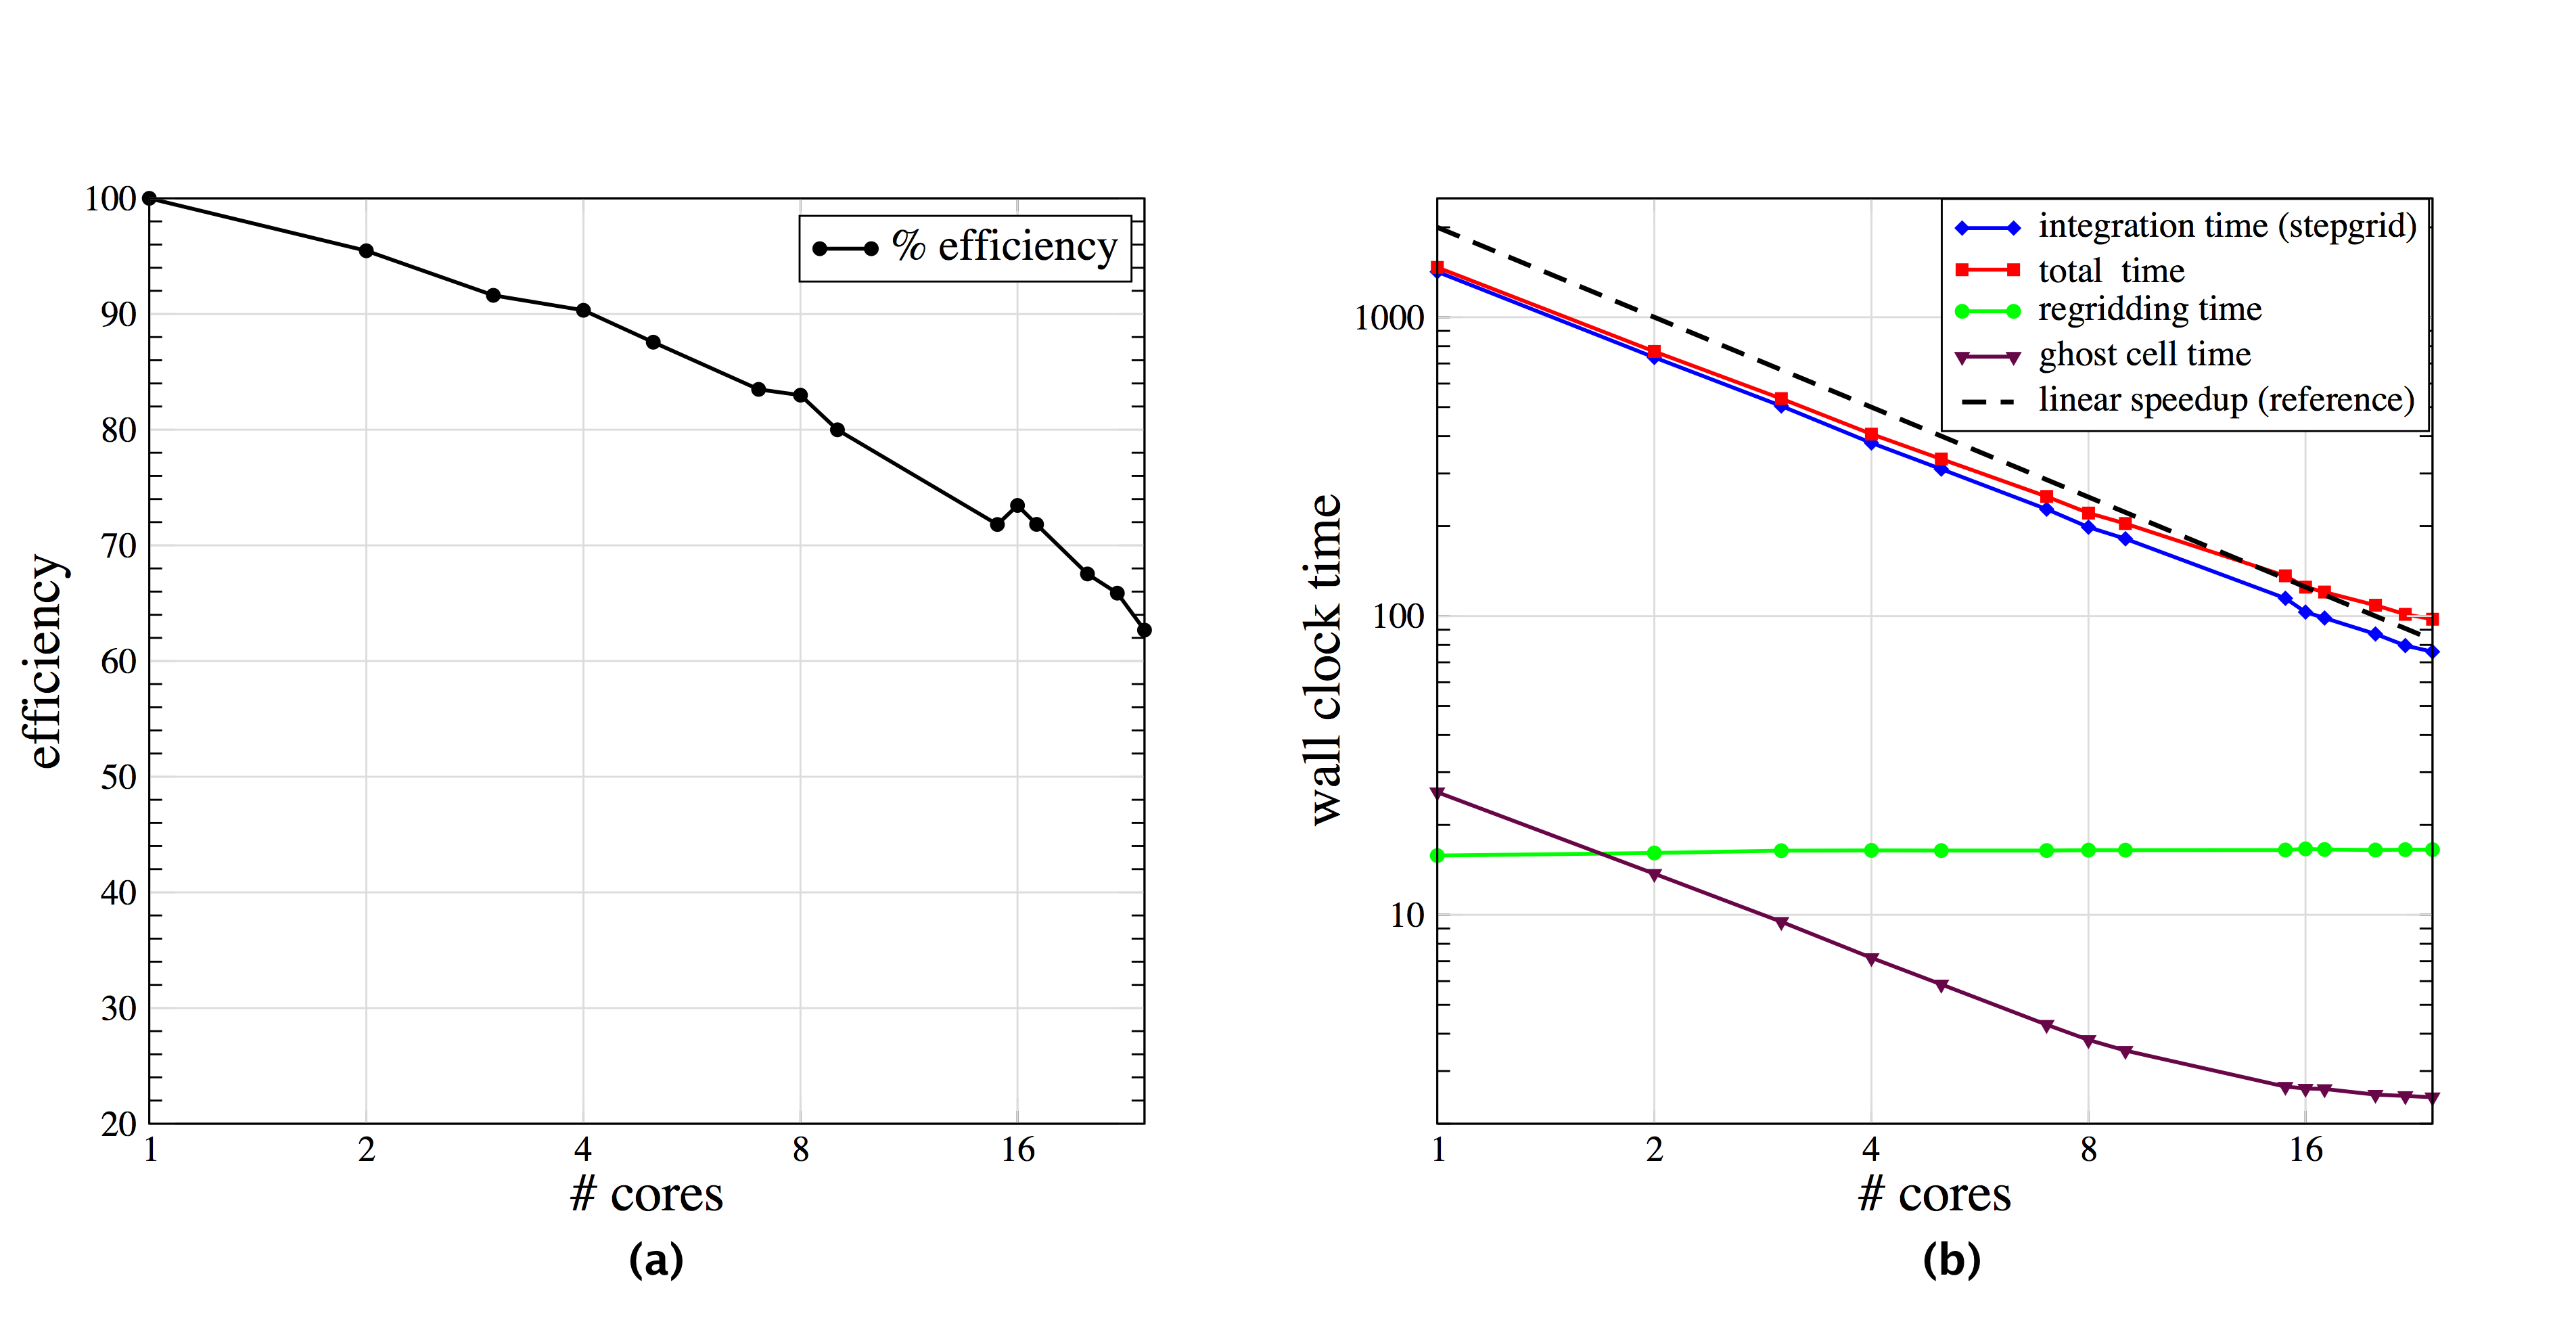 100
90
80
70
60
50
40
30
20
efficiency
% efficiency
1 2 4 8 16
# cores
(a)
1000
100
10
wall clock time
integration time (stepgrid)
total time
regridding time
ghost cell time
linear speedup (reference)
1 2 4 8 16
# cores
(b)